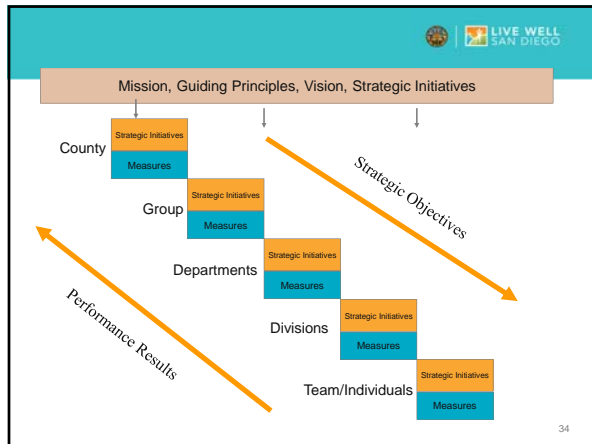 LIVE WELL
SAN DIEGO
Mission, Guiding Principles, Vision, Strategic Initiatives
County
Strategic Initiatives
Measures
Strategic Objectives
Group
Strategic Initiatives
Measures
Departments
Strategic Initiatives
Measures
Performance Results
Divisions
Strategic Initiatives
Measures
Team/Individuals
Strategic Initiatives
Measures
34